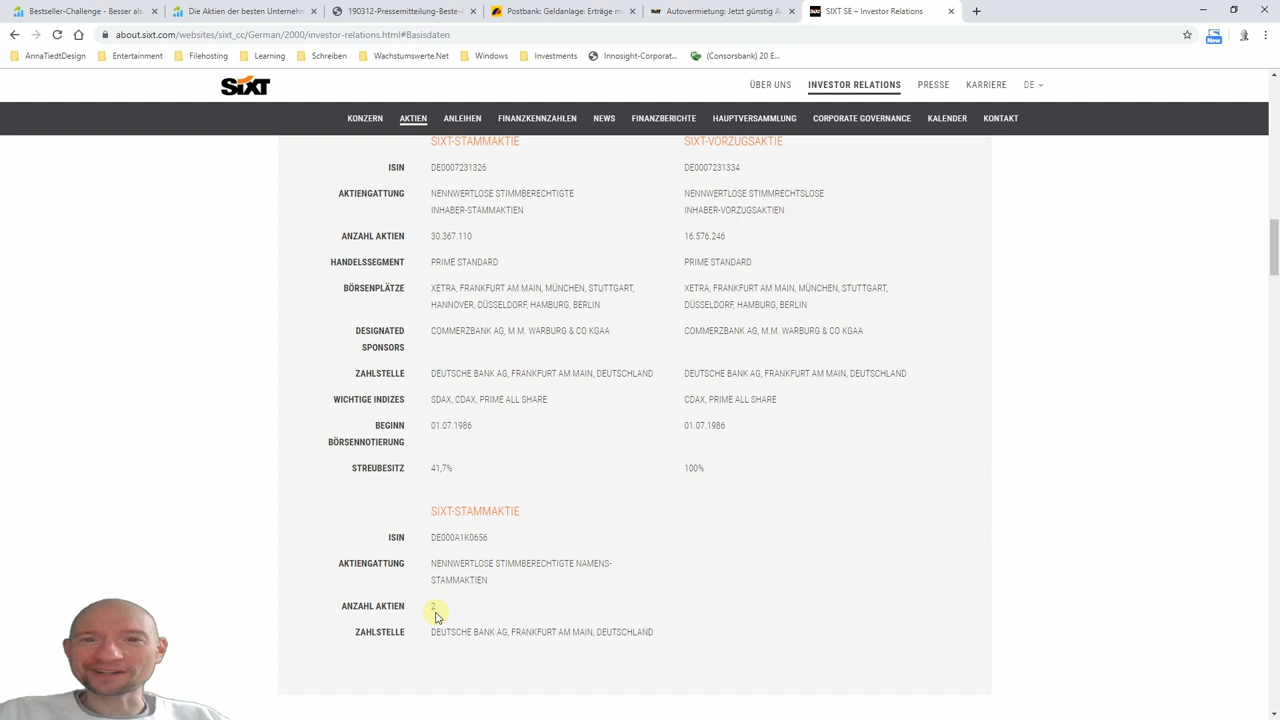 Bestseller-Challenge - Besser als
Die Aktien der besten Unternehm
190312-Pressemitteilung-Beste-A
Postbank: Geldanlage: Erträge m
Autovermietung: Jetzt günstig A
SIXT SE – Investor Relations
about.sixt.com/websites/sixt_cc/German/2000/investor-relations.html#Basisdaten
New
AnnaTiedtDesign
Entertainment
Filehosting
Learning
Schreiben
Wachstumswerte.Net
Windows
Investments
Innosight-Corporat...
(Consorsbank) 20 E...
SIXT
ÜBER UNS
INVESTOR RELATIONS
PRESSE
KARRIERE
DE
KONZERN
AKTIEN
ANLEIHEN
FINANZKENNZAHLEN
NEWS
FINANZBERICHTE
HAUPTVERSAMMLUNG
CORPORATE GOVERNANCE
KALENDER
KONTAKT
SIXT-STAMMAKTIE
SIXT-VORZUGSAKTIE
ISIN
DE0007231326
DE0007231334
AKTIENGATTUNG
NENNWERTLOSE STIMMBERECHTIGTE
INHABER-STAMMAKTIEN
NENNWERTLOSE STIMMRECHTSLOSE
INHABER-VORZUGSAKTIEN
ANZAHL AKTIEN
30.367.110
16.576.246
HANDELSSEGMENT
PRIME STANDARD
PRIME STANDARD
BÖRSENPLÄTZE
XETRA, FRANKFURT AM MAIN, MÜNCHEN, STUTTGART,
HANNOVER, DÜSSELDORF, HAMBURG, BERLIN
XETRA, FRANKFURT AM MAIN, MÜNCHEN, STUTTGART,
DÜSSELDORF, HAMBURG, BERLIN
DESIGNATED
SPONSORS
COMMERZBANK AG, M.M. WARBURG & CO KGAA
COMMERZBANK AG, M.M. WARBURG & CO KGAA
ZAHLSTELLE
DEUTSCHE BANK AG, FRANKFURT AM MAIN, DEUTSCHLAND
DEUTSCHE BANK AG, FRANKFURT AM MAIN, DEUTSCHLAND
WICHTIGE INDIZES
SDAX, CDAX, PRIME ALL SHARE
CDAX, PRIME ALL SHARE
BEGINN
BÖRSENNOTIERUNG
01.07.1986
01.07.1986
STREUBESITZ
41,7%
100%
SIXT-STAMMAKTIE
ISIN
DE000A1K0656
AKTIENGATTUNG
NENNWERTLOSE STIMMBERECHTIGTE NAMENS-
STAMMAKTIEN
ANZAHL AKTIEN
2
ZAHLSTELLE
DEUTSCHE BANK AG, FRANKFURT AM MAIN, DEUTSCHLAND